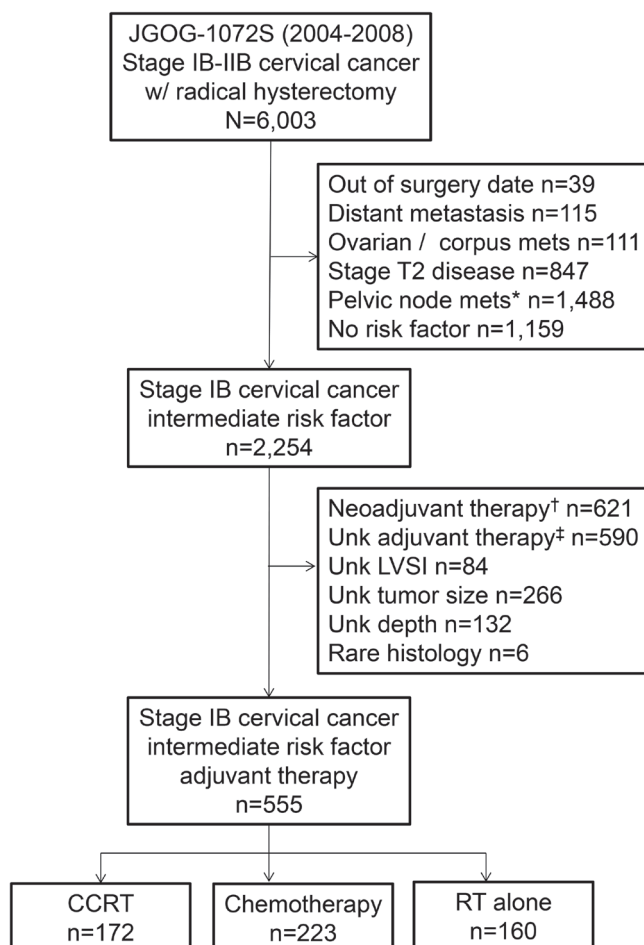 JGOG-1072S (2004-2008)
Stage IB-IIB cervical cancer
w/ radical hysterectomy
N=6,003
Out of surgery date n=39
Distant metastasis n=115
Ovarian / corpus mets n=111
Stage T2 disease n=847
Pelvic node mets* n=1,488
No risk factor n=1,159
Stage IB cervical cancer
intermediate risk factor
n=2,254
Neoadjuvant therapy† n=621
Unk adjuvant therapy‡ n=590
Unk LVSI n=84
Unk tumor size n=266
Unk depth n=132
Rare histology n=6
Stage IB cervical cancer
intermediate risk factor
adjuvant therapy
n=555
CCRT
n=172
Chemotherapy
n=223
RT alone
n=160